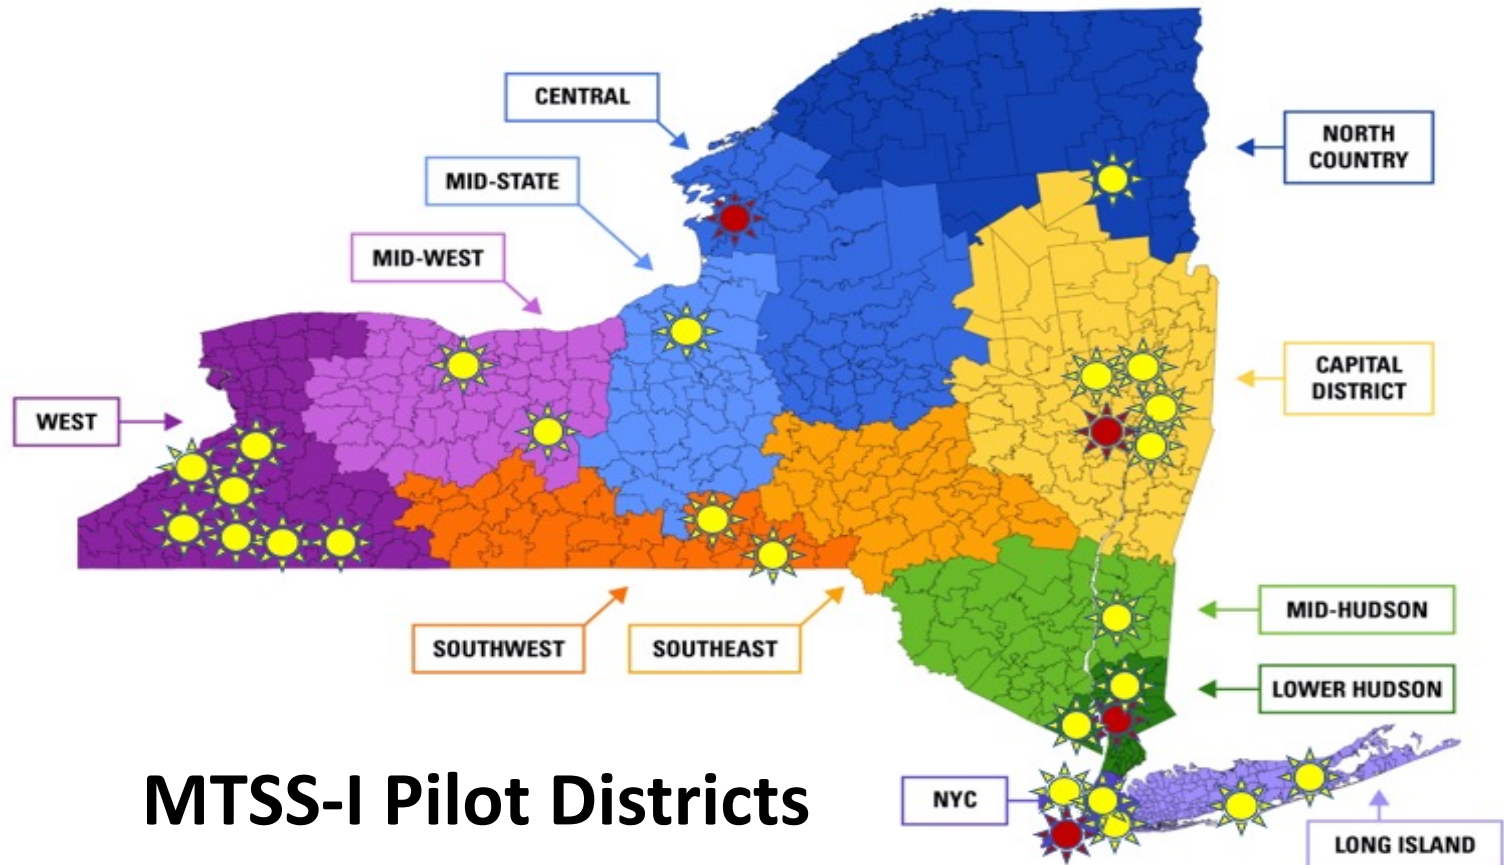 CENTRAL
NORTH
COUNTRY
MID-STATE
MID-WEST
CAPITAL
DISTRICT
WEST
MID-HUDSON
SOUTHWEST
SOUTHEAST
LOWER HUDSON
MTSS-I Pilot Districts
NYC
LONG ISLAND